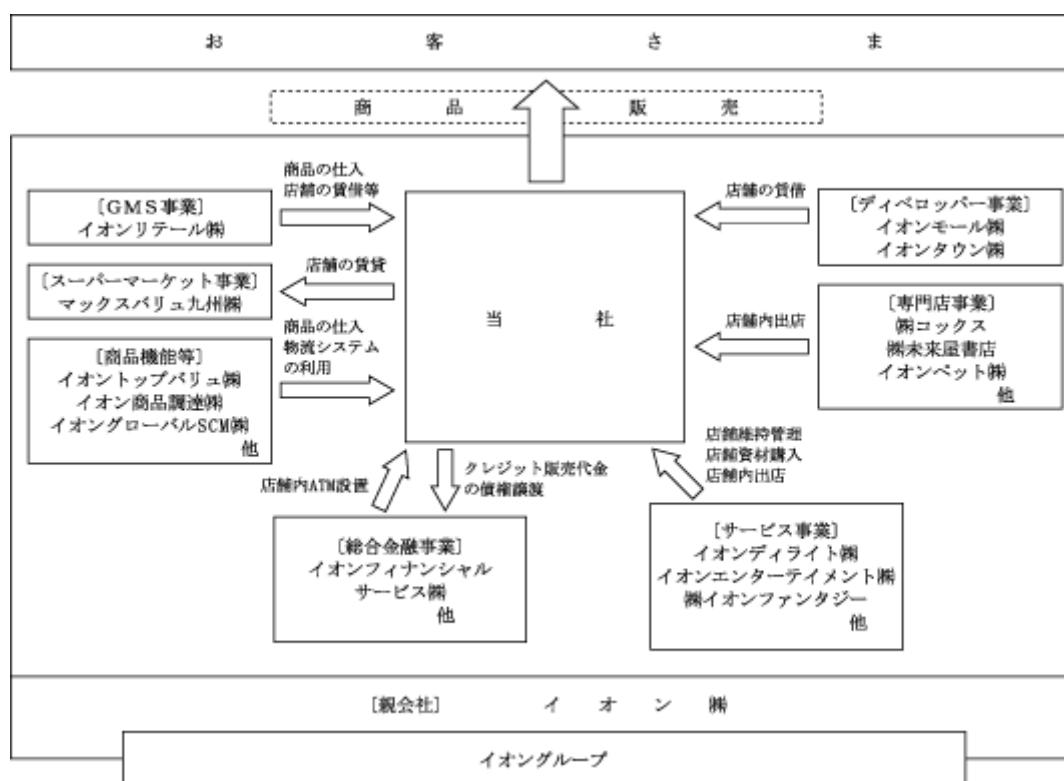 お客さま
商品販売
商品の仕入
店舗の賃借等
［GMS事業］
イオンリテール㈱
店舗の賃貸
［スーパーマーケット事業］
マックスバリュ九州㈱
商品の仕入
物流システム
の利用
［商品機能等］
イオントップバリュ㈱
イオン商品調達㈱
イオングローバルSCM㈱
他
当社
店舗の賃借
［ディベロッパー事業］
イオンモール㈱
イオンタウン㈱
店舗内出店
［専門店事業］
㈱コックス
㈱未来屋書店
イオンペット㈱
他
店舗内ATM設置
クレジット販売代金
の債権譲渡
［総合金融事業］
イオンフィナンシャル
サービス㈱
他
店舗維持管理
店舗資材購入
店舗内出店
［サービス事業］
イオンディライト㈱
イオンエンターテイメント㈱
㈱イオンファンタジー
他
［親会社］ イオン㈱
イオングループ